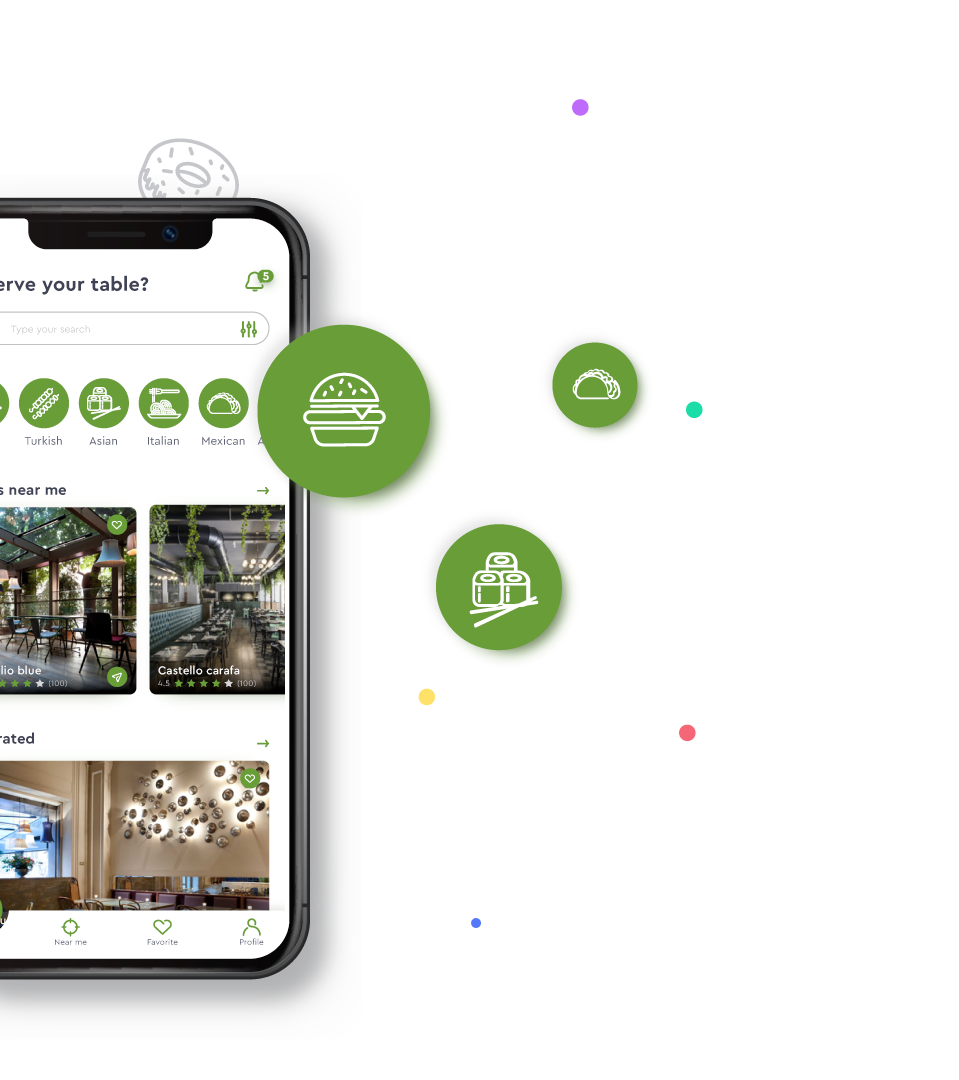 erve your table?
5
Type your search
Turkish
Asian
Italian
Mexican
A
s near me
lio blue
(100)
Castello carafa
4.5
(100)
rated
Near me
Favorite
Profile